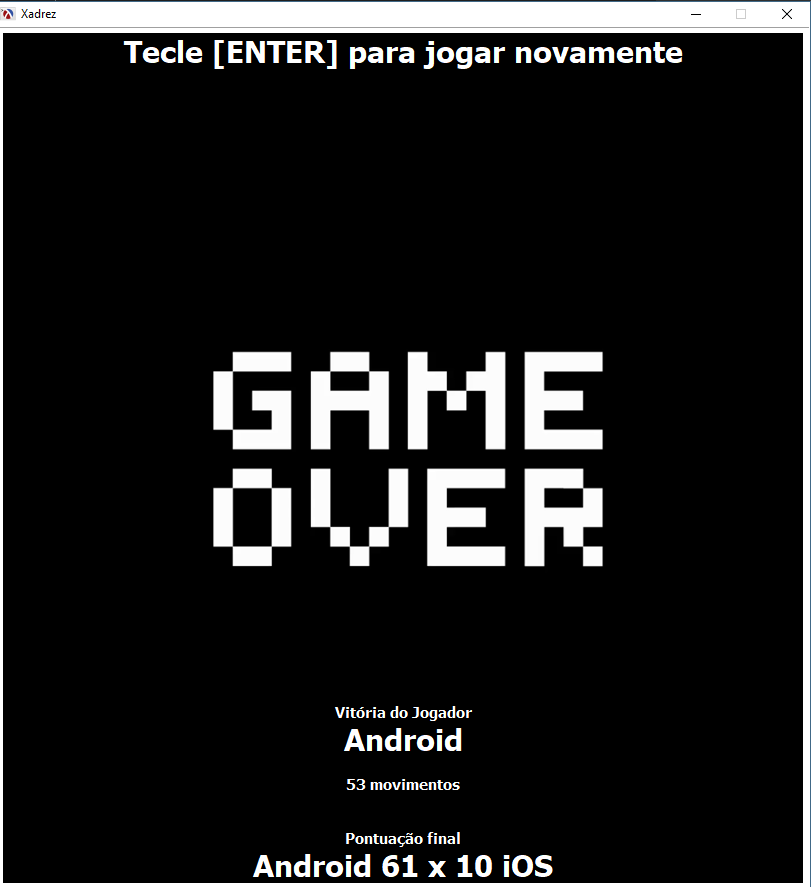 Xadrez
Tecle [ENTER] para jogar novamente
GAME
OVER
Vitória do Jogador
Android
53 movimentos
Pontuação final
Android 61 x 10 iOS